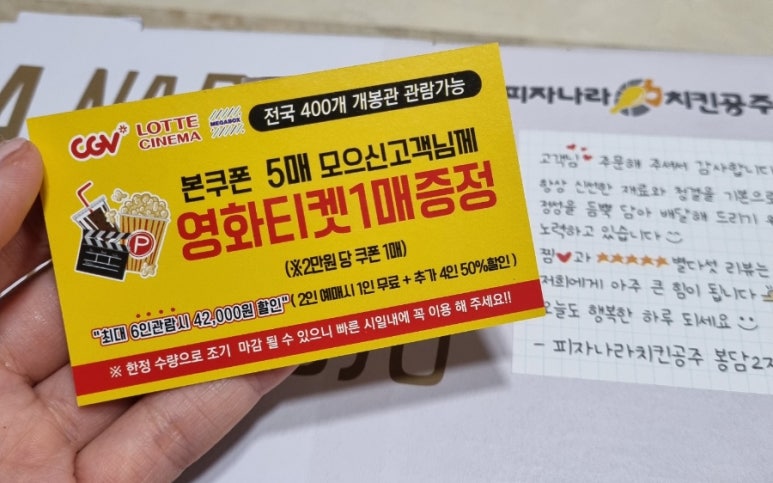 CGV
LOTTE
CINEMA
MEGABOX
전국 400개 개봉관 관람가능
본쿠폰 5매 모으신고객님께
영화티켓1매증정
(※2만원 당 쿠폰 1매)
"최대 6인관람시 42,000원 할인" ( 2인 예매시 1인 무료 + 추가 4인 50%할인 )
※ 한정 수량으로 조기 마감 될 수 있으니 빠른 시일내에 꼭 이용 해 주세요!!
P
피자나라 치킨공주
고객님 주문해 주셔서 감사합니다
항상 신선한 재료와 청결을 기본으로
정성을 듬뿍 담아 배달해 드리기
노력하고 있습니다
찜♥과 ★★★★★ 별다섯 리뷰는
저희에게 아주 큰 힘이 됩니다
오늘도 행복한 하루 되세요
- 피자나라치킨공주 봉담2지